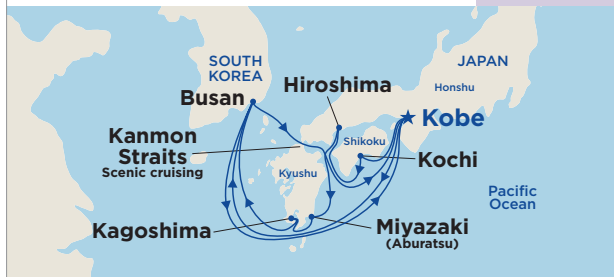 SOUTH
KOREA
JAPAN
Busan
Hiroshima
Honshu
Kobe
Kanmon
Straits
Scenic cruising
Shikoku
Kochi
Kyushu
Pacific
Ocean
Kagoshima
Miyazaki
(Aburatsu)